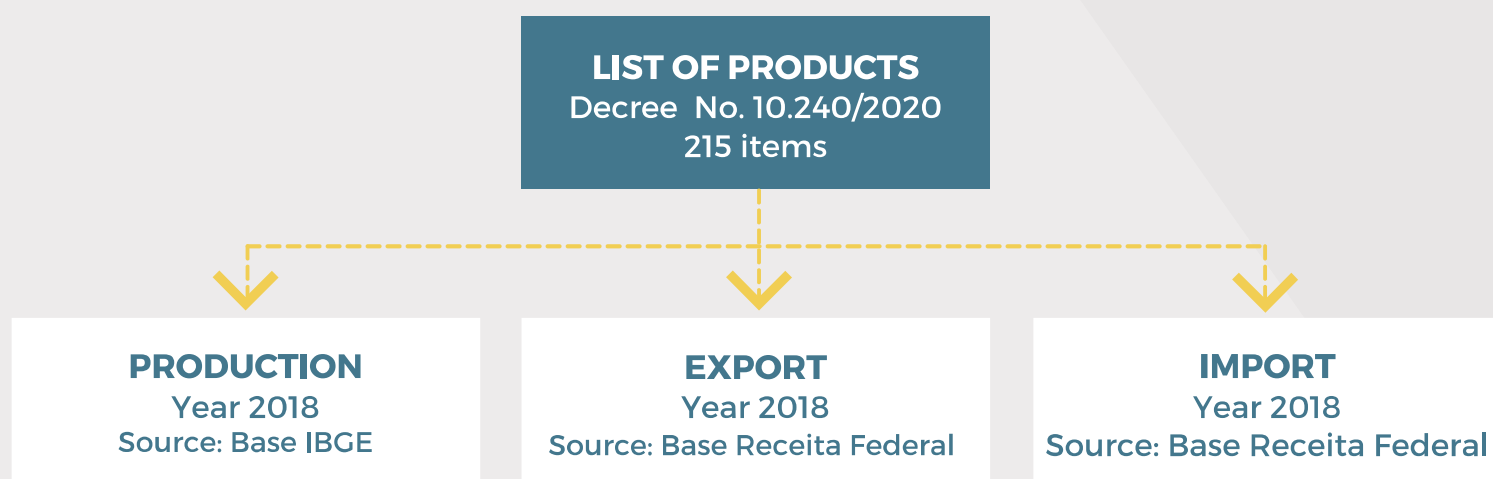 LIST OF PRODUCTS
Decree No. 10.240/2020
215 items
PRODUCTION
Year 2018
Source: Base IBGE
EXPORT
Year 2018
Source: Base Receita Federal
IMPORT
Year 2018
Source: Base Receita Federal